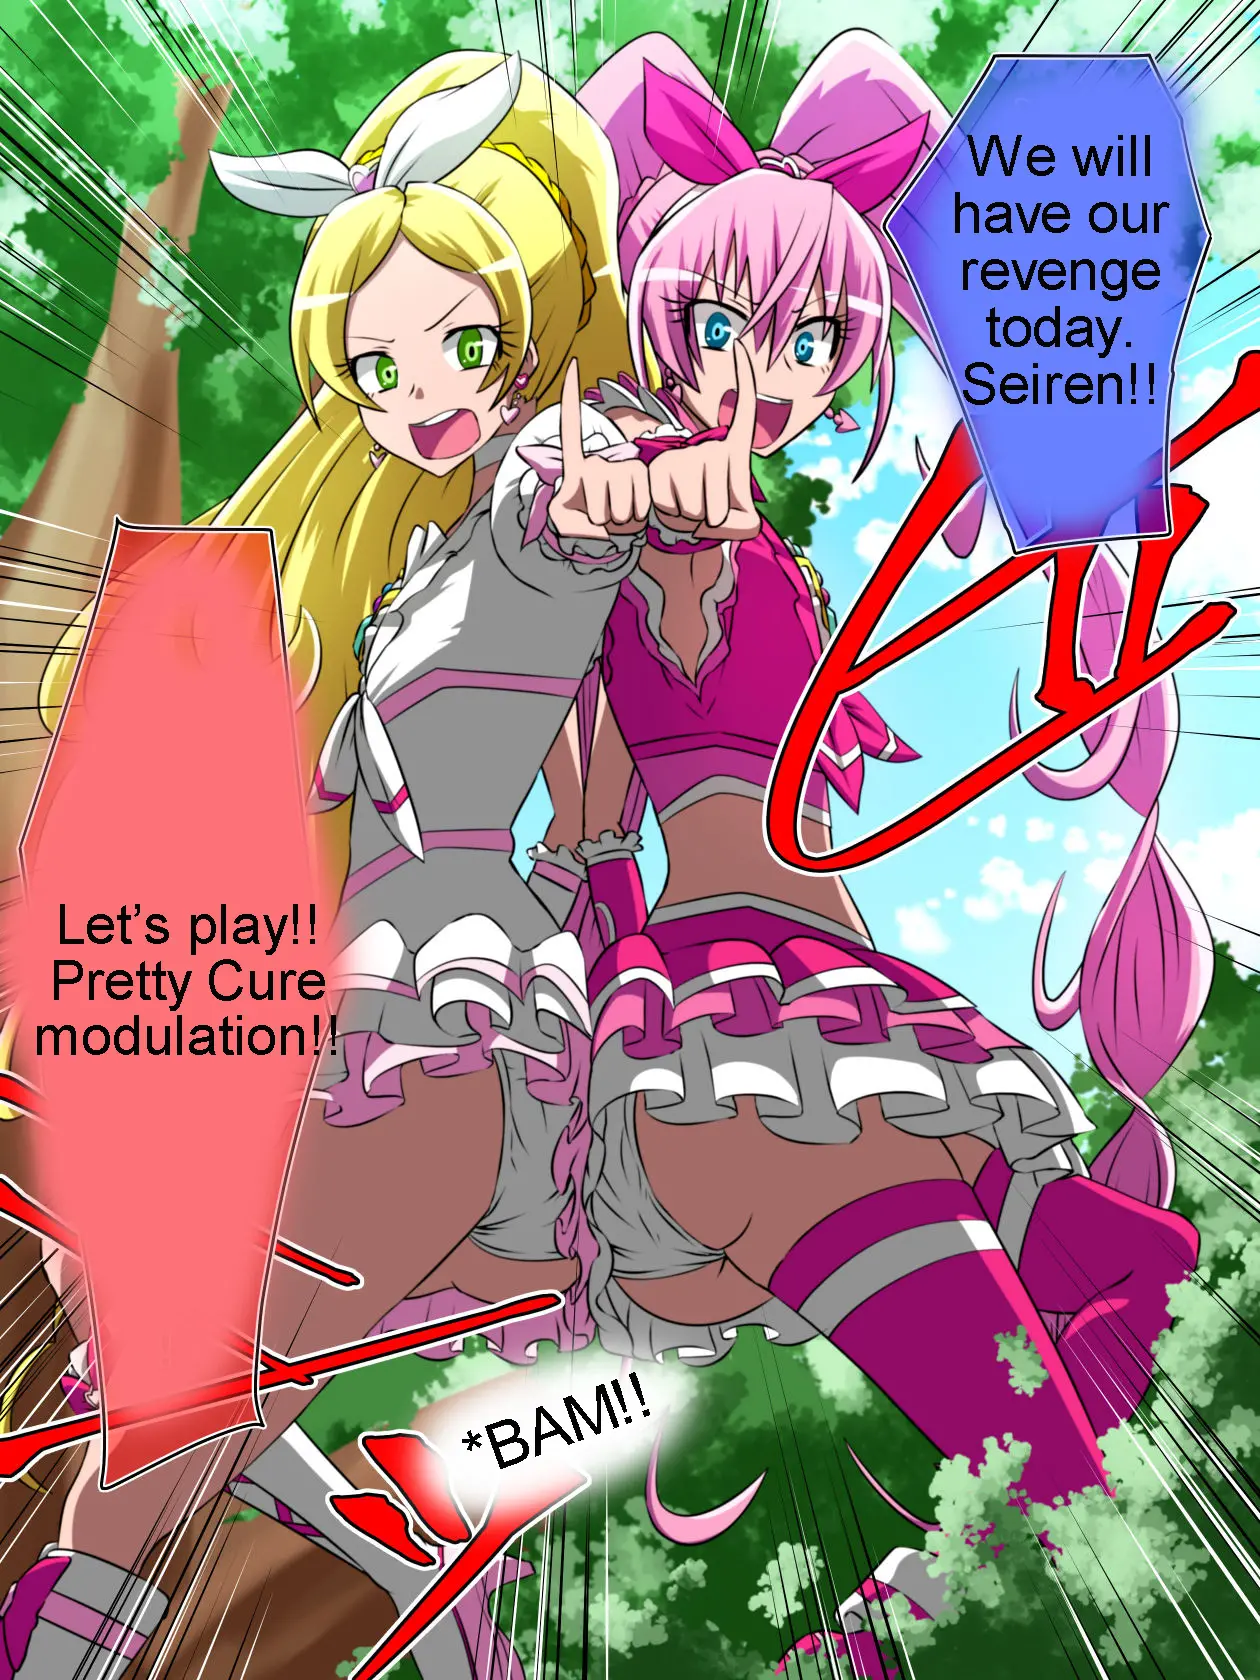 We will
have our
revenge
today.
Seiren!!
Let's play!!
Pretty Cure
modulation!!
*BAM!!